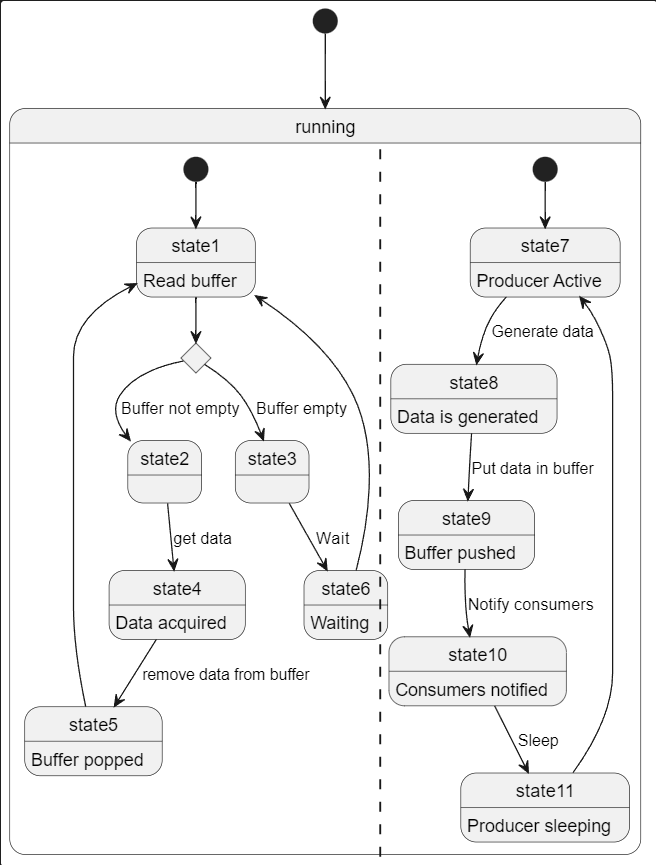 running
state1
Read buffer
Buffer not empty
Buffer empty
state2
state3
get data
Wait
state4
Data acquired
state6
Waiting
remove data from buffer
state5
Buffer popped
state7
Producer Active
Generate data
state8
Data is generated
Put data in buffer
state9
Buffer pushed
Notify consumers
state10
Consumers notified
Sleep
state11
Producer sleeping